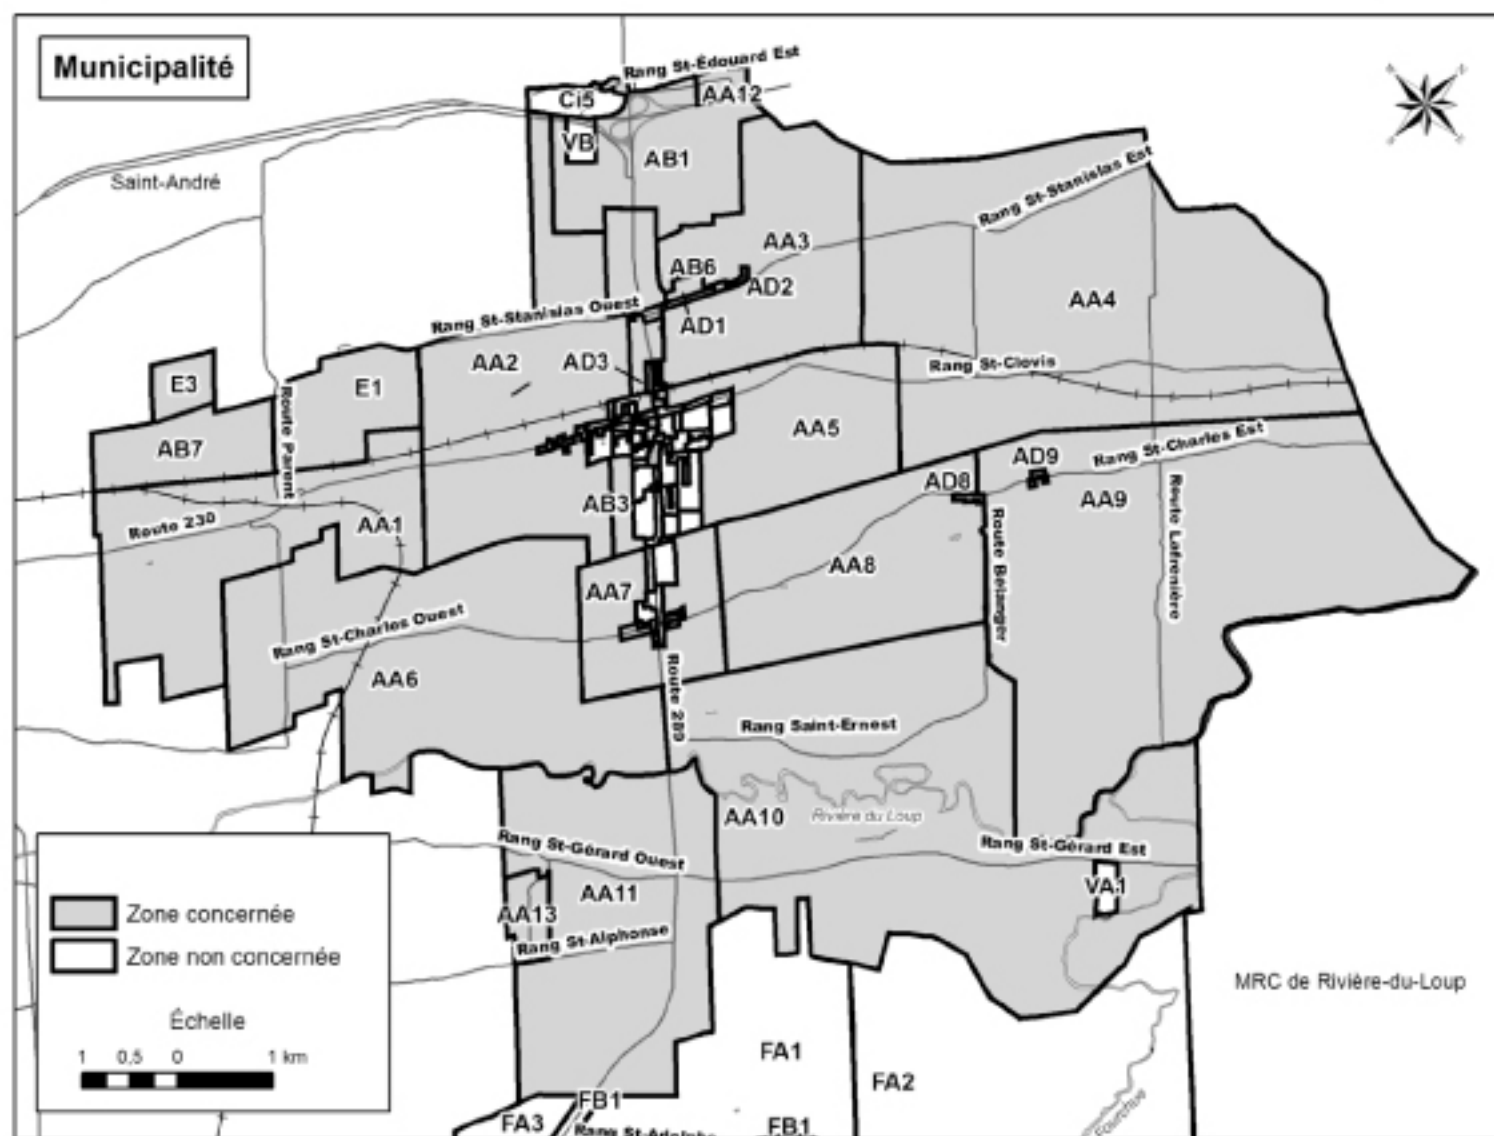 Municipalité
Rang St-Édouard Est
Ci5
AA12
VB
AB1
Saint-André
Rang St-Stanislas Est
AA3
AB6
AD2
AA4
Rang St-Stanislas Ouest
AD1
AA2
AD3
Rang St-Clovis
E3
E1
Route Parent
AB7
AA5
Rang St-Charles Est
AD9
AD8
AA9
AB3
Route 230
AA1
Route Bélanger
Route Lafrenière
AA8
AA7
Rang St-Charles Ouest
AA6
Route 289
Rang Saint-Ernest
AA10
Rivière du Loup
Rang St-Gérard Ouest
Rang St-Gérard Est
VA1
AA11
AA13
Rang St-Alphonse
Zone concernée
Zone non concernée
MRC de Rivière-du-Loup
Échelle
1 0,5 0 1 km
FA1
FA2
FB1
FA3
FB1
Fourchue